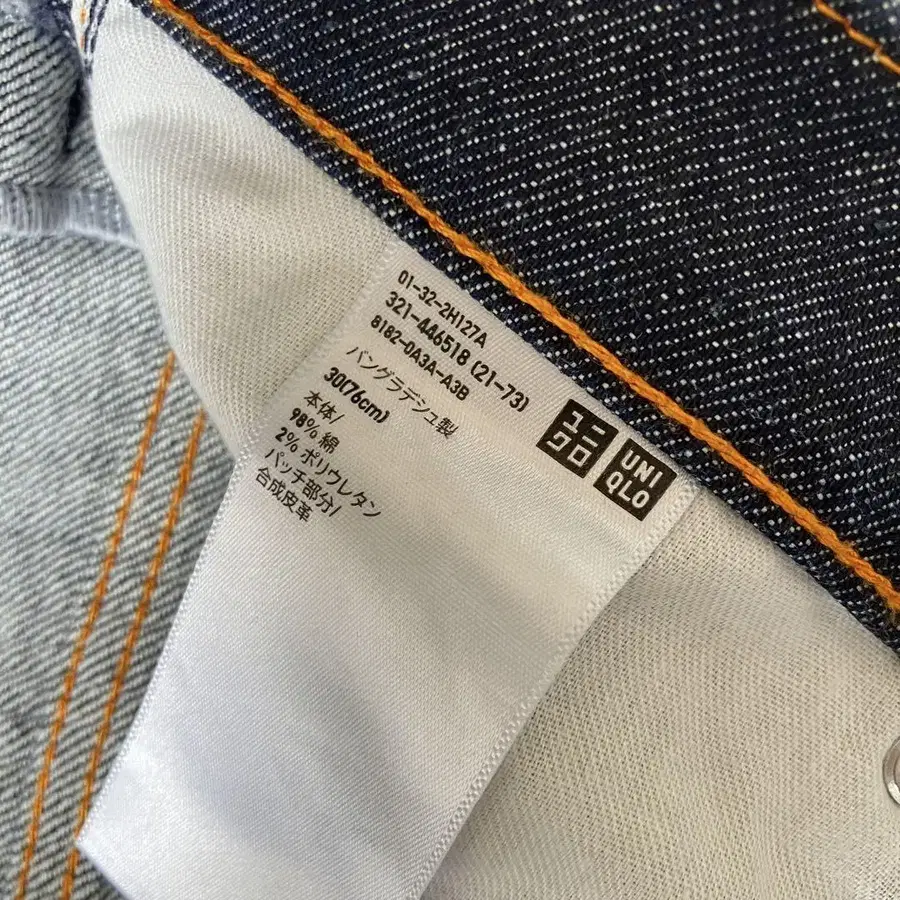 01-32-2H127A
321-446518 (21-73)
8182-0A3A-A3B
バングラデシュ製
30(76cm)
本体/
98% 綿
2% ポリウレタン
パッチ部分/
合成皮革
ユニ
クロ
UNI
QLO